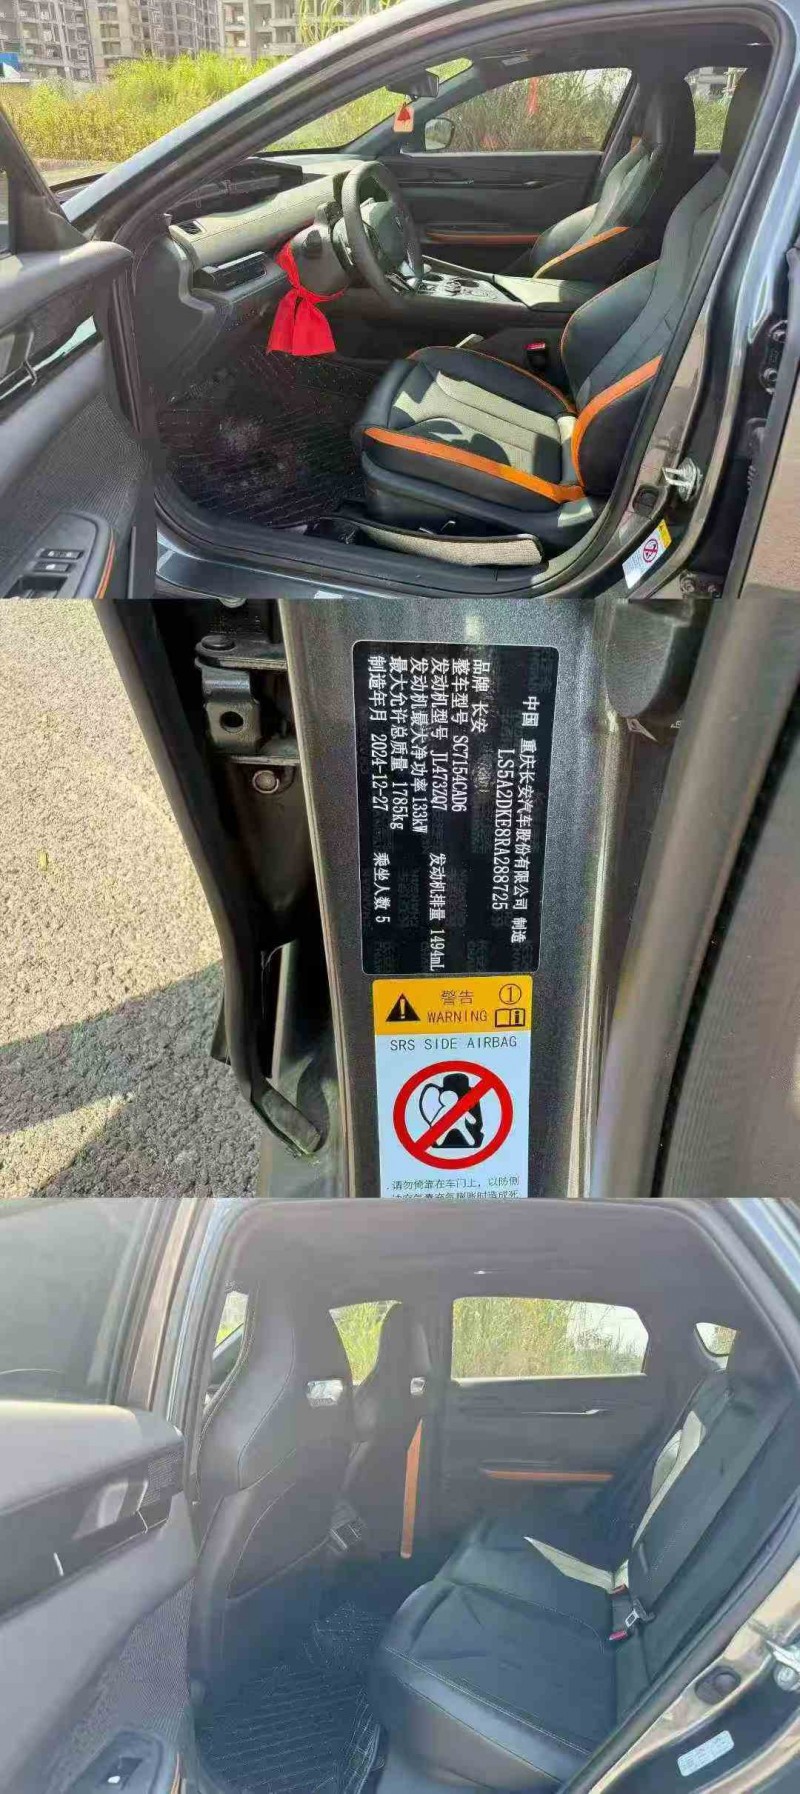 中国 重庆长安汽车股份有限公司 制造
LS5A2DKE8RA288725
品牌 长安
整车型号 SC7154CAD6
发动机型号 JL473ZQ7 发动机排量 1494mL
发动机最大净功率 133kW
最大允许总质量 1785kg
制造年月 2024-12-27 乘坐人数 5
警告 ①
WARNING
SRS SIDE AIRBAG
请勿倚靠在车门上，以防侧